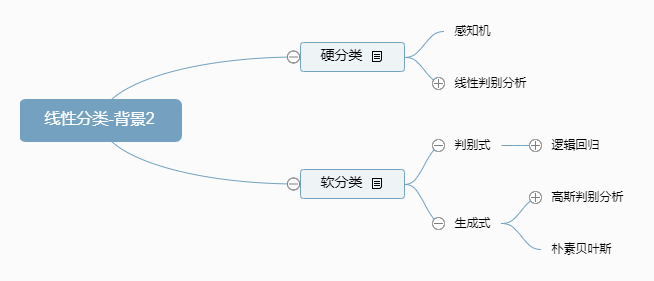 线性分类-背景2
硬分类
感知机
线性判别分析
软分类
判别式
逻辑回归
生成式
高斯判别分析
朴素贝叶斯